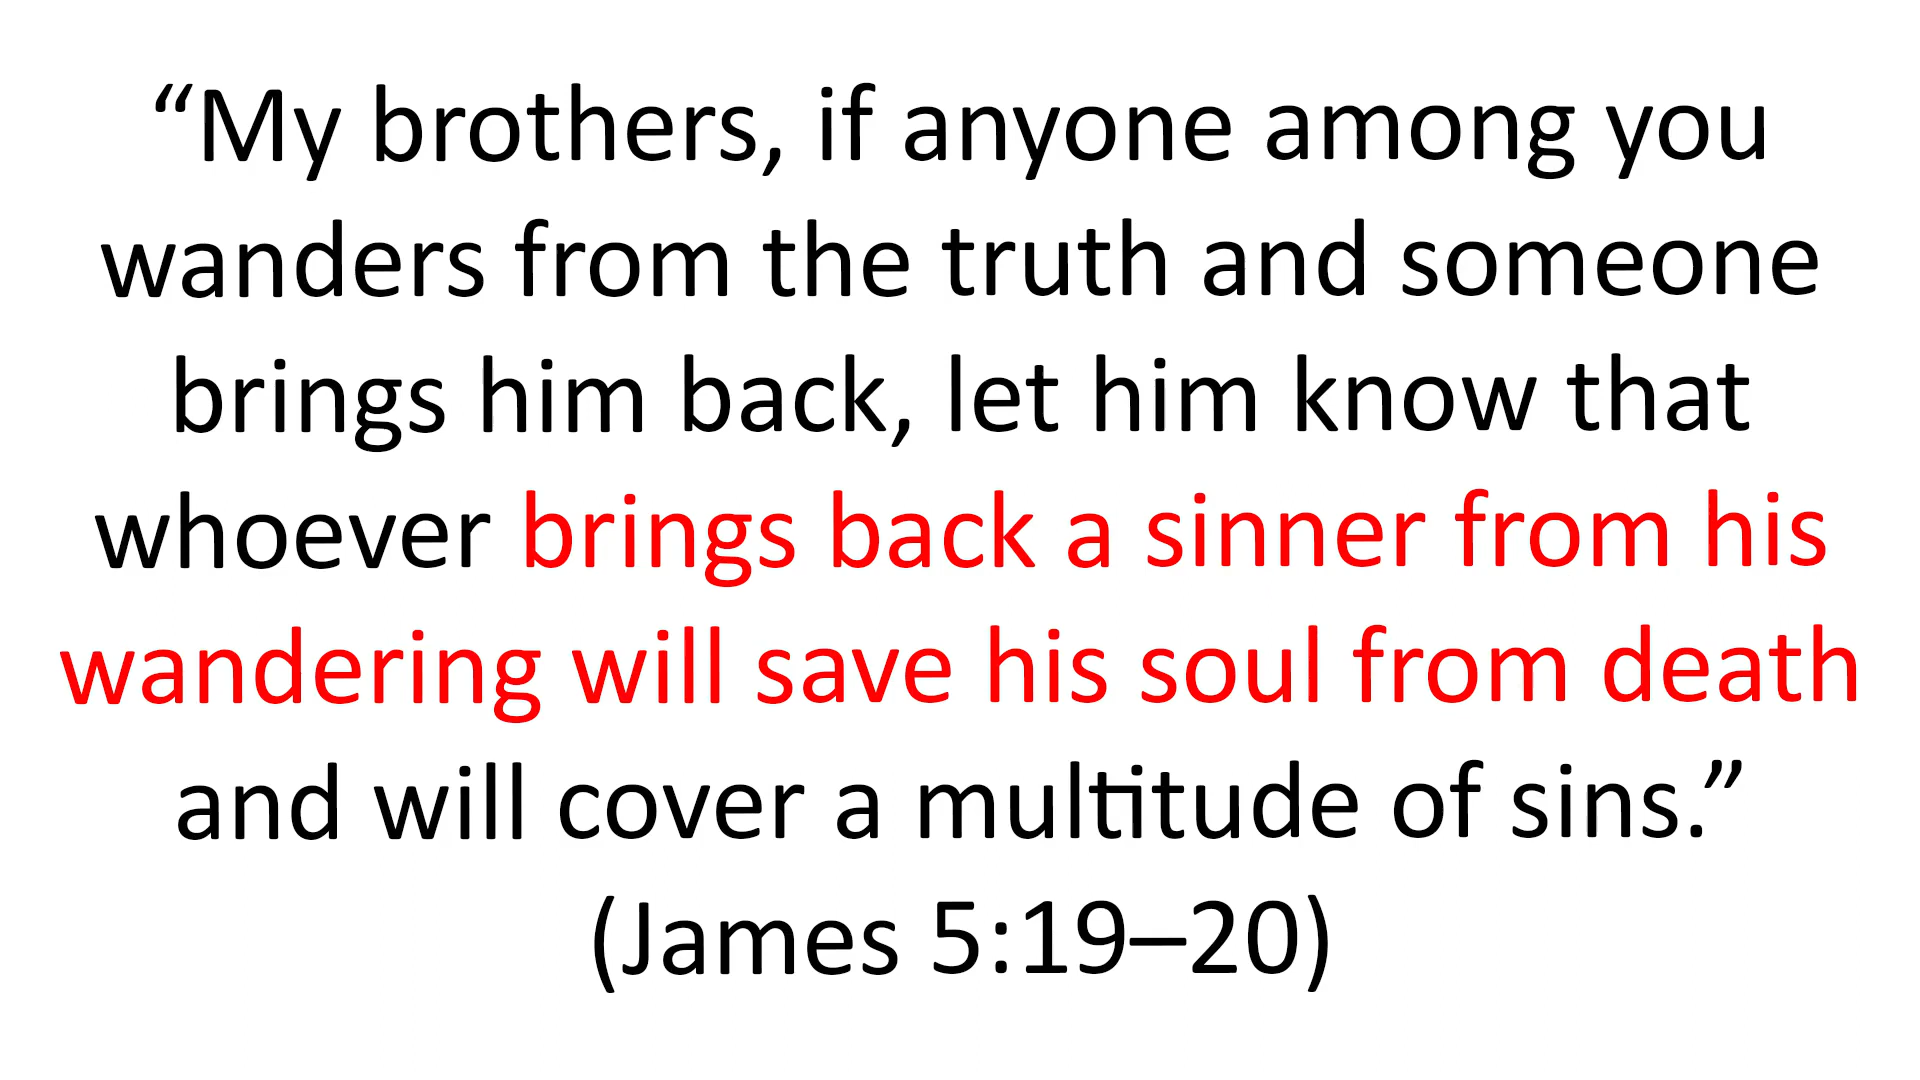 “My brothers, if anyone among you
wanders from the truth and someone
brings him back, let him know that
whoever brings back a sinner from his
wandering will save his soul from death
and will cover a multitude of sins.”
(James 5:19–20)